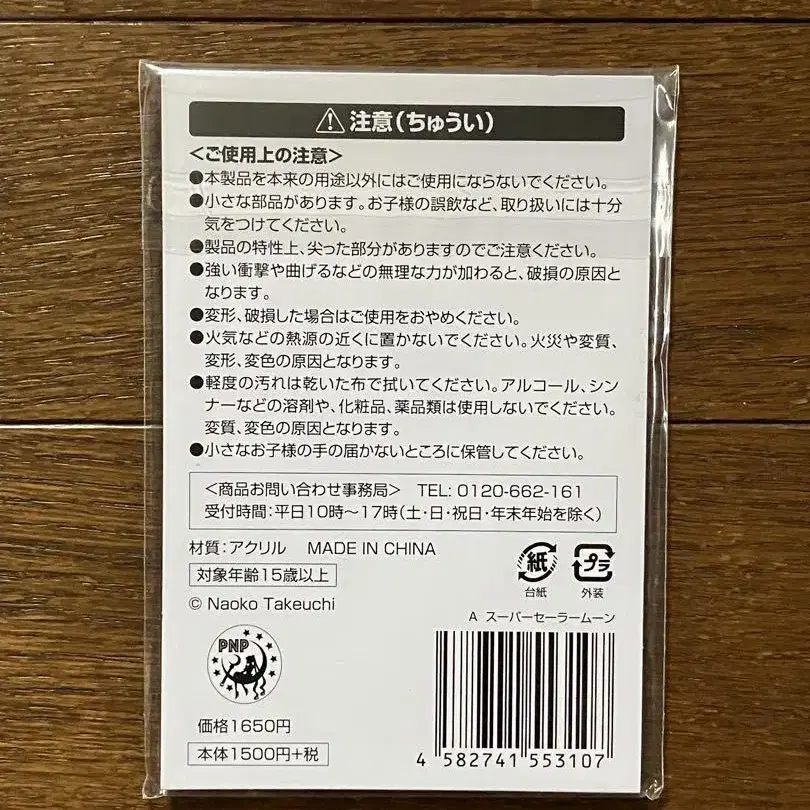 ⚠注意(ちゅうい)
<ご使用上の注意>
●本製品を本来の用途以外にはご使用にならないでください。
●小さな部品があります。お子様の誤飲など、取り扱いには十分
気をつけてください。
●製品の特性上、尖った部分がありますのでご注意ください。
●強い衝撃や曲げるなどの無理な力が加わると、破損の原因と
なります。
●変形、破損した場合はご使用をおやめください。
●火気などの熱源の近くに置かないでください。火災や変質、
変形、変色の原因となります。
●軽度の汚れは乾いた布で拭いてください。アルコール、シン
ナーなどの溶剤や、化粧品、薬品類は使用しないでください。
変質、変色の原因となります。
●小さなお子様の手の届かないところに保管してください。
<商品お問い合わせ事務局> TEL: 0120-662-161
受付時間:平日10時~17時(土・日・祝日・年末年始を除く)
材質:アクリル MADE IN CHINA
対象年齢15歳以上
© Naoko Takeuchi
紙
台紙
プラ
外装
A スーパーセーラームーン
PNP
価格1650円
本体1500円+税
4 582741 553107